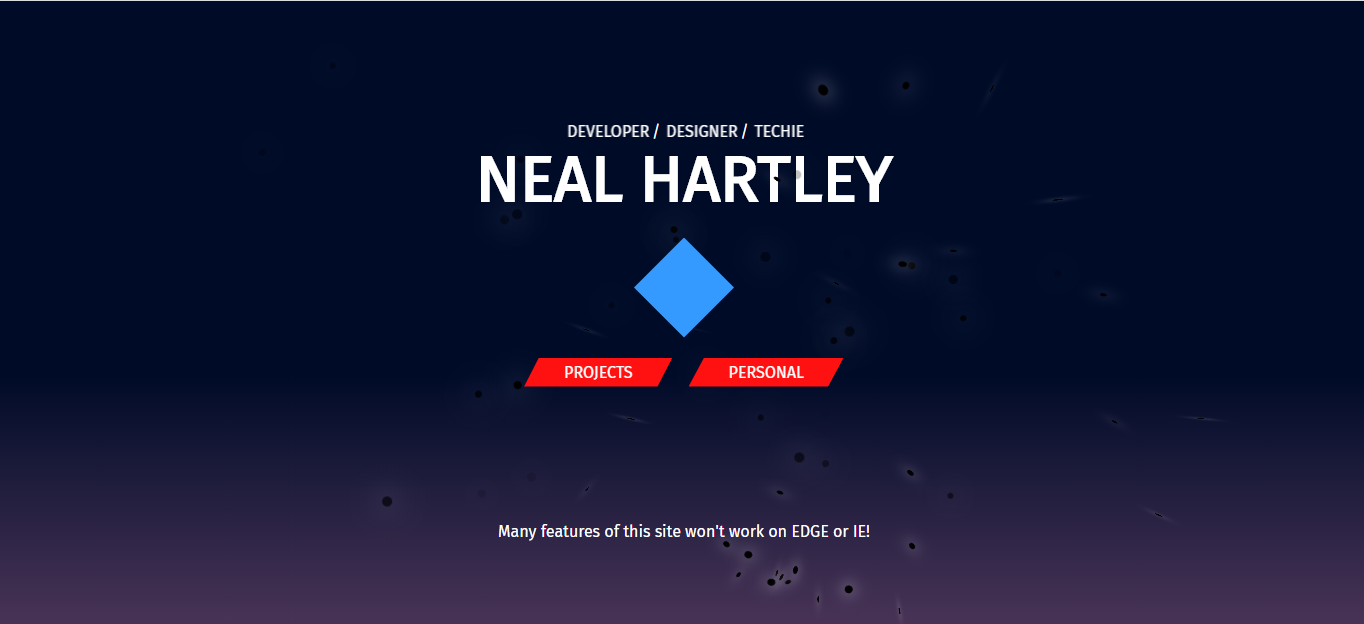 DEVELOPER / DESIGNER / TECHIE
NEAL HARTLEY
PROJECTS PERSONAL
Many features of this site won't work on EDGE or IE!